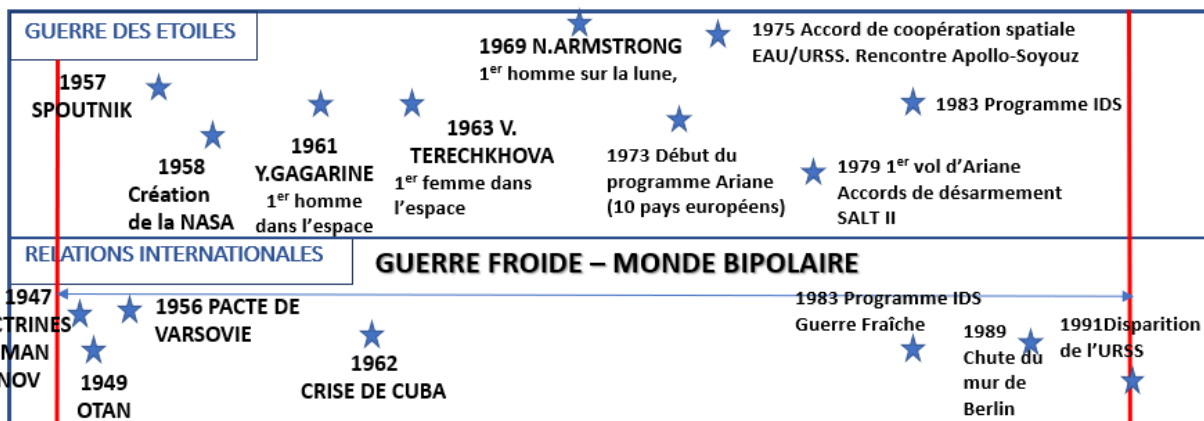 GUERRE DES ETOILES
1957
SPOUTNIK
1958
Création
de la NASA
1961
Y.GAGARINE
1er homme
dans l’espace
1963 V.
TERECHKHOVA
1er femme dans
l’espace
1969 N.ARMSTRONG
1er homme sur la lune,
1973 Début du
programme Ariane
(10 pays européens)
1975 Accord de coopération spatiale
EAU/URSS. Rencontre Apollo-Soyouz
1979 1er vol d’Ariane
Accords de désarmement
SALT II
1983 Programme IDS
RELATIONS INTERNATIONALES
GUERRE FROIDE – MONDE BIPOLAIRE
1947
CTRINES
MAN
NOV
1949
OTAN
1956 PACTE DE
VARSOVIE
1962
CRISE DE CUBA
1983 Programme IDS
Guerre Fraîche
1989
Chute du
mur de
Berlin
1991Disparition
de l’URSS